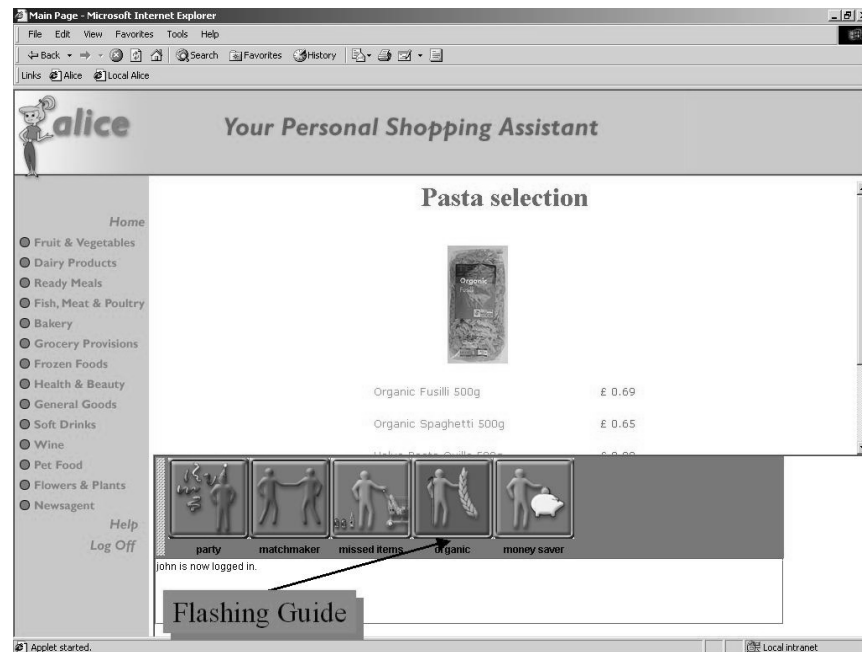 Main Page - Microsoft Internet Explorer
File Edit View Favorites Tools Help
Back Search Favorites History
Links Alice Local Alice
alice Your Personal Shopping Assistant
Pasta selection
Home
Fruit & Vegetables
Dairy Products
Ready Meals
Fish, Meat & Poultry
Bakery
Grocery Provisions
Frozen Foods
Health & Beauty
General Goods
Soft Drinks
Wine
Pet Food
Flowers & Plants
Newsagent
Help
Log Off
Organic
Fusilli
Organic Fusilli 500g £ 0.69
Organic Spaghetti 500g £ 0.65
party matchmaker missed items organic money saver
john is now logged in.
Flashing Guide
Applet started. Local intranet